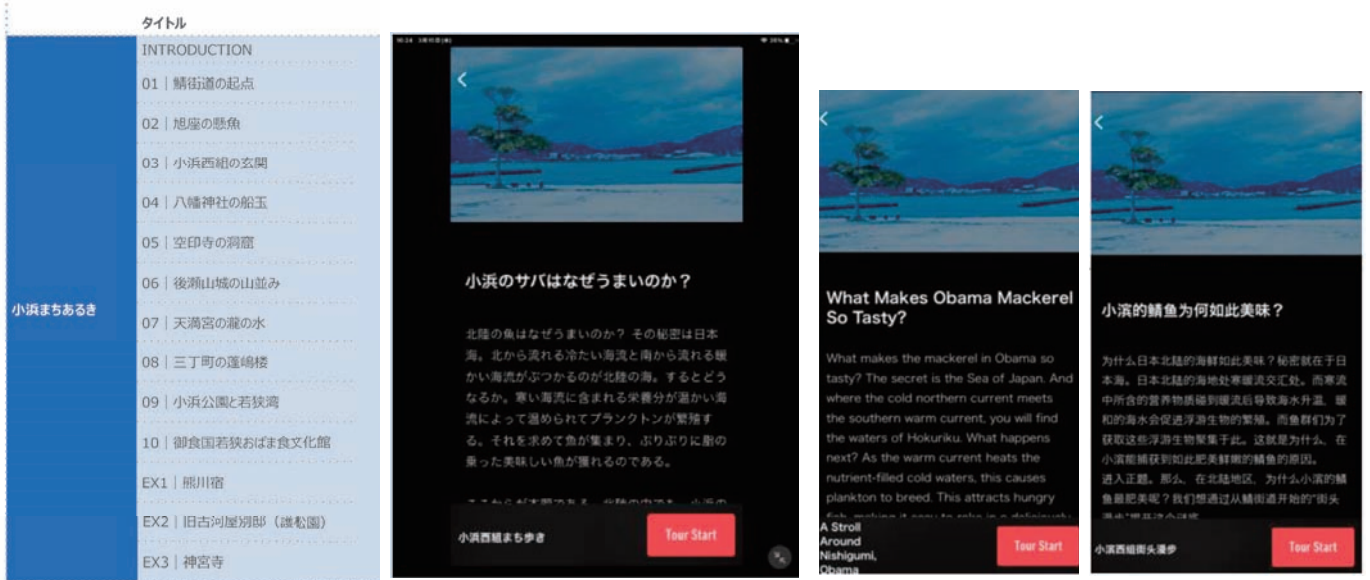 タイトル
小浜まちあるき
INTRODUCTION
01｜鯖街道の起点
02｜旭座の懸魚
03｜小浜西組の玄関
04｜八幡神社の船玉
05｜空印寺の洞窟
06｜後瀬山城の山並み
07｜天満宮の瀧の水
08｜三丁町の蓬嶋楼
09｜小浜公園と若狭湾
10｜御食国若狭おばま食文化館
EX1｜熊川宿
EX2｜旧古河屋別邸（護松園）
EX3｜神宮寺
小浜のサバはなぜうまいのか？
北陸の魚はなぜうまいのか？ その秘密は日本
海。北から流れる冷たい海流と南から流れる暖
かい海流がぶつかるのが北陸の海。するとどう
なるか。寒い海流に含まれる栄養分が温かい海
流によって温められてプランクトンが繁殖す
る。それを求めて魚が集まり、ぷりぷりに脂の
乗った美味しい魚が獲れるのである。
小浜西組まち歩き
Tour Start
What Makes Obama Mackerel
So Tasty?
What makes the mackerel in Obama so
tasty? The secret is the Sea of Japan. And
where the cold northern current meets
the southern warm current, you will find
the waters of Hokuriku. What happens
next? As the warm current heats the
nutrient-filled cold waters, this causes
plankton to breed. This attracts hungry
A Stroll
Around
Nishigumi,
Obama
Tour Start
小滨的鲭鱼为何如此美味？
为什么日本北陆的海鲜如此美味？秘密就在于日
本海。日本北陆的海地处寒暖流交汇处。而寒流
中所含的营养物质碰到暖流后导致海水升温，暖
和的海水会促进浮游生物的繁殖。而鱼群们为了
获取这些浮游生物聚集于此。这就是为什么，在
小滨能捕获到如此肥美鲜嫩的鲭鱼的原因。
进入正题。那么，在北陆地区，为什么小滨的鲭
鱼最肥美呢？我们想通过从鲭街道开始的“街头
小滨西组街头漫步
Tour Start